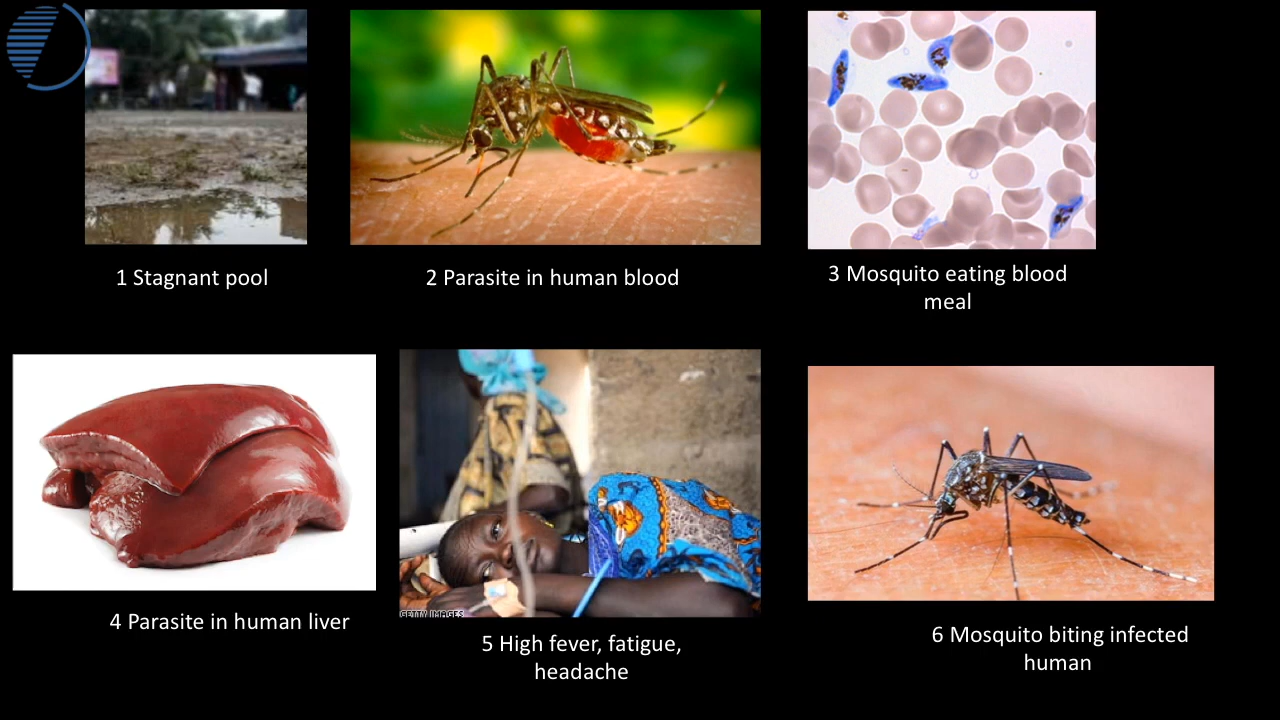 1 Stagnant pool
2 Parasite in human blood
3 Mosquito eating blood
meal
4 Parasite in human liver
GETTY IMAGES
5 High fever, fatigue,
headache
6 Mosquito biting infected
human